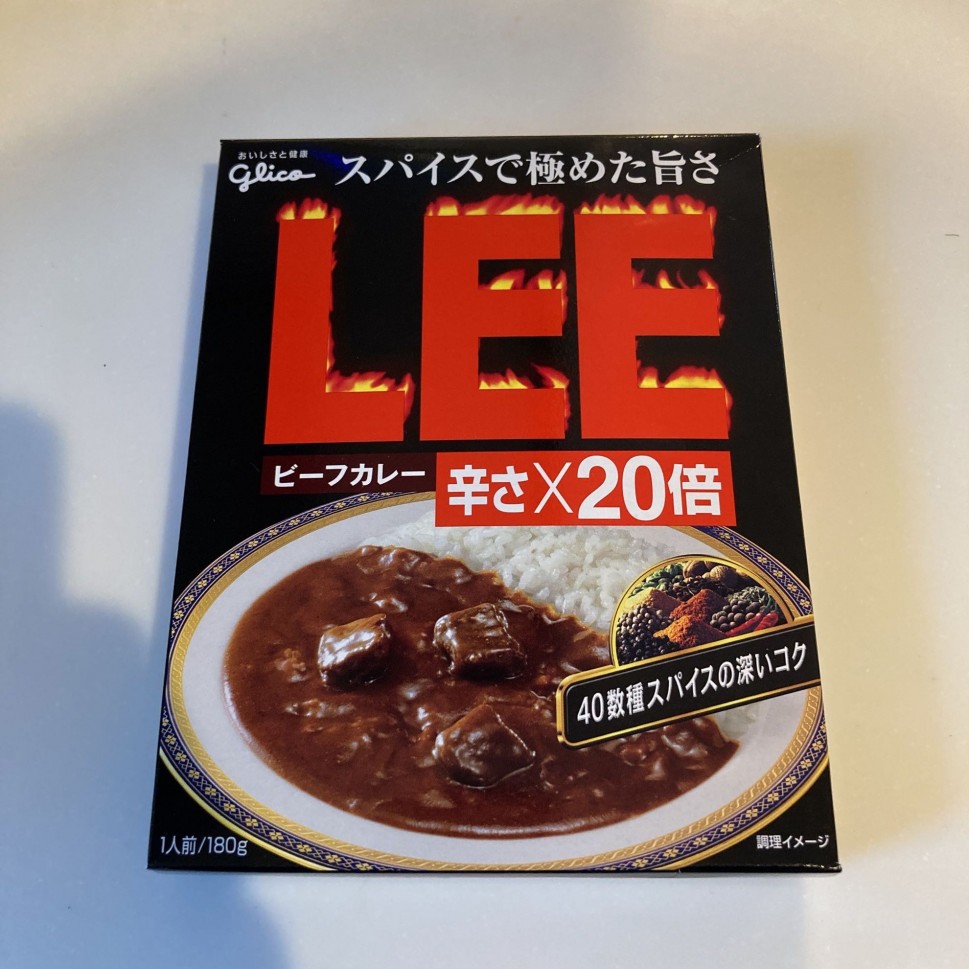 おいしさと健康
glico
スパイスで極めた旨さ
LEE
ビーフカレー
辛さ×20倍
40数種スパイスの深いコク
1人前/180g
調理イメージ